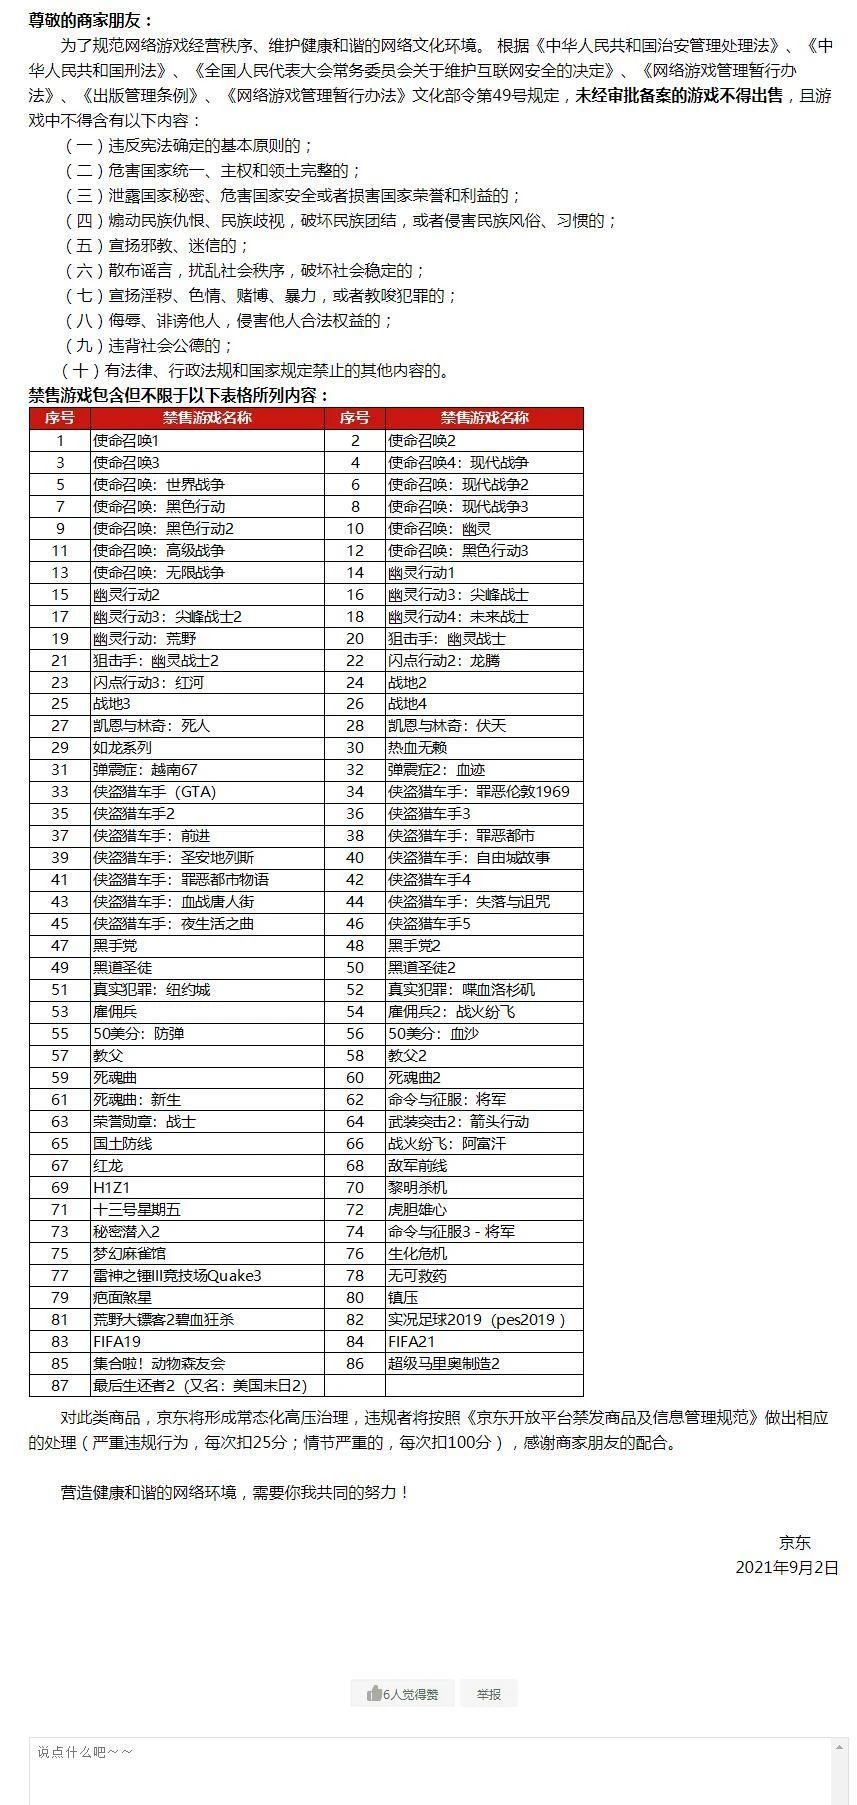 尊敬的商家朋友：
为了规范网络游戏经营秩序、维护健康和谐的网络文化环境。 根据《中华人民共和国治安管理处理法》、《中
华人民共和国刑法》、《全国人民代表大会常务委员会关于维护互联网安全的决定》、《网络游戏管理暂行办
法》、《出版管理条例》、《网络游戏管理暂行办法》文化部令第49号规定，未经审批备案的游戏不得出售，且游
戏中不得含有以下内容：
（一）违反宪法确定的基本原则的；
（二）危害国家统一、主权和领土完整的；
（三）泄露国家秘密、危害国家安全或者损害国家荣誉和利益的；
（四）煽动民族仇恨、民族歧视，破坏民族团结，或者侵害民族风俗、习惯的；
（五）宣扬邪教、迷信的；
（六）散布谣言，扰乱社会秩序，破坏社会稳定的；
（七）宣扬淫秽、色情、赌博、暴力，或者教唆犯罪的；
（八）侮辱、诽谤他人，侵害他人合法权益的；
（九）违背社会公德的；
（十）有法律、行政法规和国家规定禁止的其他内容的。
禁售游戏包含但不限于以下表格所列内容：
序号 禁售游戏名称 序号 禁售游戏名称
1 使命召唤1 2 使命召唤2
3 使命召唤3 4 使命召唤4：现代战争
5 使命召唤：世界战争 6 使命召唤：现代战争2
7 使命召唤：黑色行动 8 使命召唤：现代战争3
9 使命召唤：黑色行动2 10 使命召唤：幽灵
11 使命召唤：高级战争 12 使命召唤：黑色行动3
13 使命召唤：无限战争 14 幽灵行动1
15 幽灵行动2 16 幽灵行动3：尖峰战士
17 幽灵行动3：尖峰战士2 18 幽灵行动4：未来战士
19 幽灵行动：荒野 20 狙击手：幽灵战士
21 狙击手：幽灵战士2 22 闪点行动2：龙腾
23 闪点行动3：红河 24 战地2
25 战地3 26 战地4
27 凯恩与林奇：死人 28 凯恩与林奇：伏天
29 如龙系列 30 热血无赖
31 弹震症：越南67 32 弹震症2：血迹
33 侠盗猎车手（GTA) 34 侠盗猎车手：罪恶伦敦1969
35 侠盗猎车手2 36 侠盗猎车手3
37 侠盗猎车手：前进 38 侠盗猎车手：罪恶都市
39 侠盗猎车手：圣安地列斯 40 侠盗猎车手：自由城故事
41 侠盗猎车手：罪恶都市物语 42 侠盗猎车手4
43 侠盗猎车手：血战唐人街 44 侠盗猎车手：失落与诅咒
45 侠盗猎车手：夜生活之曲 46 侠盗猎车手5
47 黑手党 48 黑手党2
49 黑道圣徒 50 黑道圣徒2
51 真实犯罪：纽约城 52 真实犯罪：喋血洛杉矶
53 雇佣兵 54 雇佣兵2：战火纷飞
55 50美分：防弹 56 50美分：血沙
57 教父 58 教父2
59 死魂曲 60 死魂曲2
61 死魂曲：新生 62 命令与征服：将军
63 荣誉勋章：战士 64 武装突击2：箭头行动
65 国土防线 66 战火纷飞：阿富汗
67 红龙 68 敌军前线
69 H1Z1 70 黎明杀机
71 十三号星期五 72 虎胆雄心
73 秘密潜入2 74 命令与征服3－将军
75 梦幻麻雀馆 76 生化危机
77 雷神之锤III竞技场Quake3 78 无可救药
79 疤面煞星 80 镇压
81 荒野大镖客2碧血狂杀 82 实况足球2019（pes2019 ）
83 FIFA19 84 FIFA21
85 集合啦！动物森友会 86 超级马里奥制造2
87 最后生还者2（又名：美国末日2）
对此类商品，京东将形成常态化高压治理，违规者将按照《京东开放平台禁发商品及信息管理规范》做出相应
的处理（严重违规行为，每次扣25分；情节严重的，每次扣100分），感谢商家朋友的配合。
营造健康和谐的网络环境，需要你我共同的努力！
京东
2021年9月2日
6人觉得赞 举报
说点什么吧～～